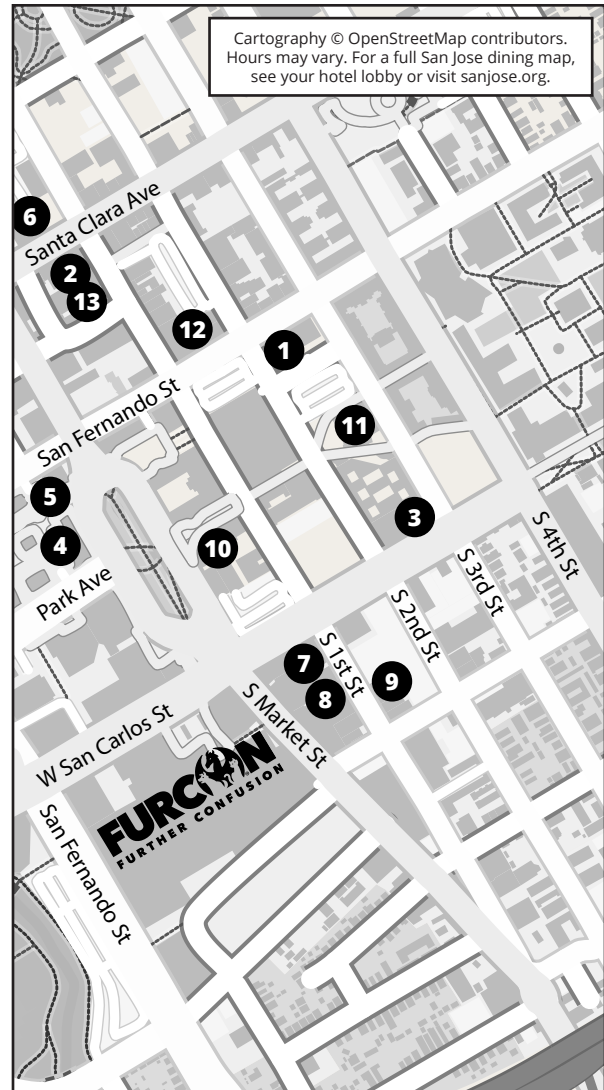 Cartography © OpenStreetMap contributors.
Hours may vary. For a full San Jose dining map,
see your hotel lobby or visit sanjose.org.
6
Santa Clara Ave
2
13
12
1
San Fernando St
11
5
3
4
10
S 4th St
Park Ave
S 3rd St
S 2nd St
S 1st St
7
9
8
S Market St
W San Carlos St
FURCON
FURTHER CONFUSION
San Fernando St